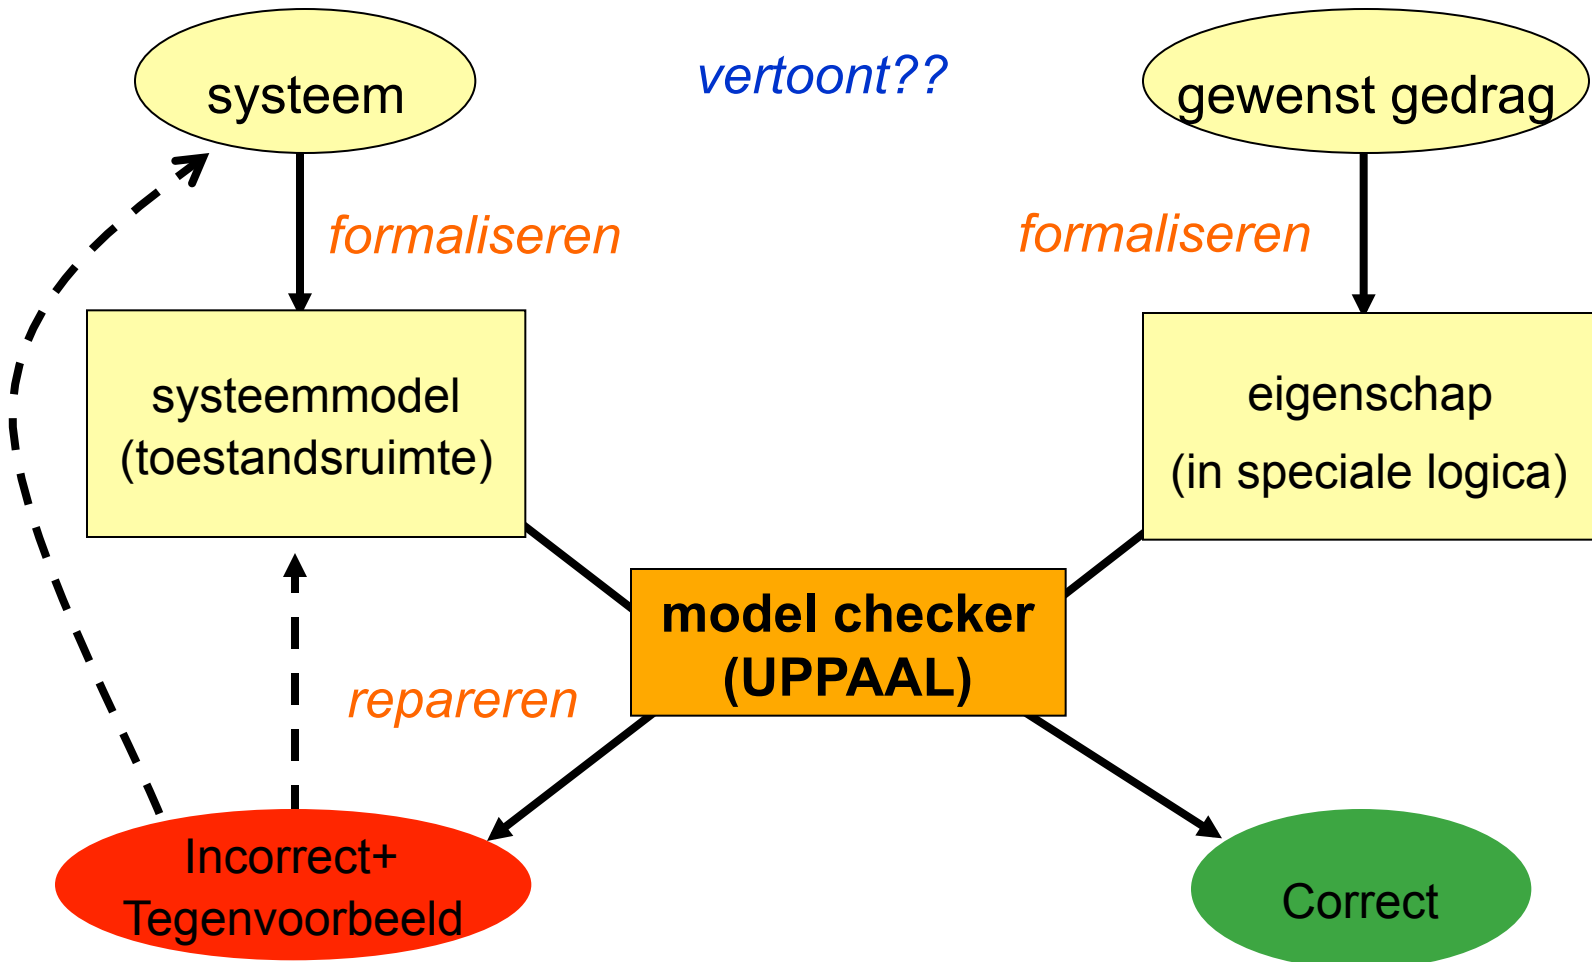 systeem
vertoont??
gewenst gedrag
formaliseren
formaliseren
systeemmodel
(toestandsruimte)
eigenschap
(in speciale logica)
model checker
(UPPAAL)
repareren
Incorrect+
Tegenvoorbeeld
Correct